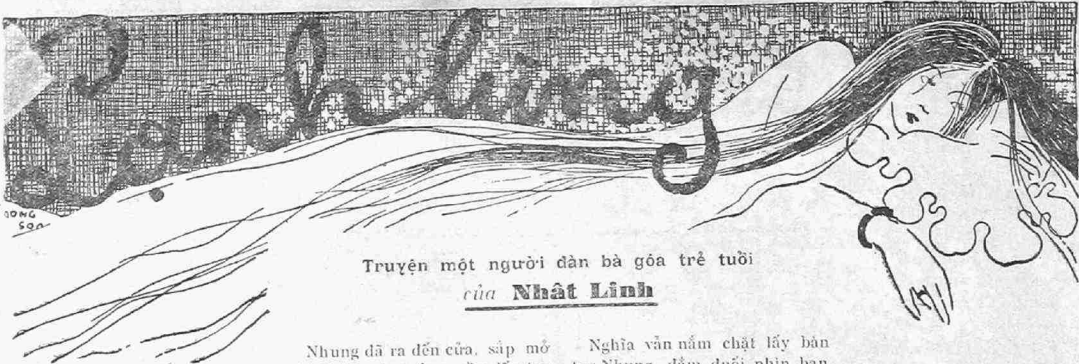 Lạnh lùng
DONG
SON
Truyện một người đàn bà góa trẻ tuổi
của Nhất Linh
Nhung đã ra đến cửa, sắp mở
Nghĩa vẫn nắm chặt lấy bàn